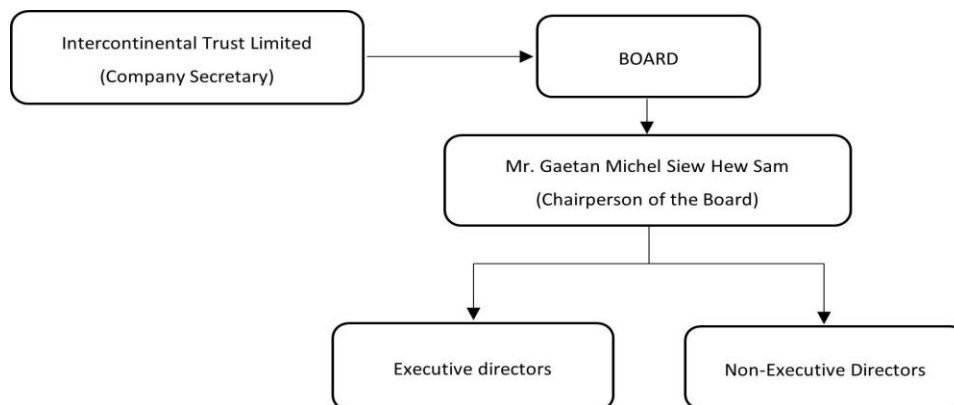 Intercontinental Trust Limited
(Company Secretary)
BOARD
Mr. Gaetan Michel Siew Hew Sam
(Chairperson of the Board)
Executive directors
Non-Executive Directors